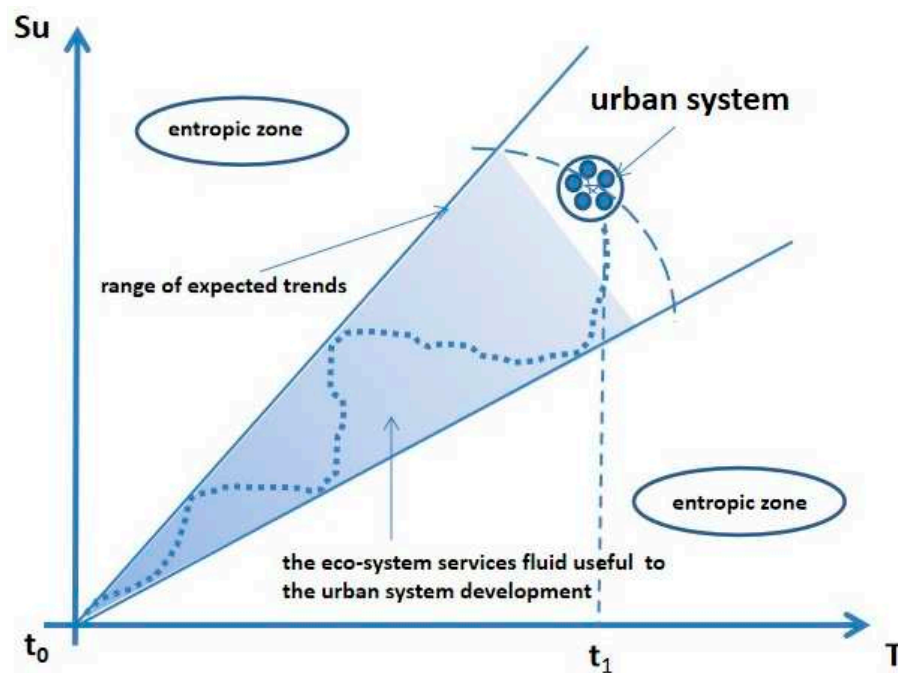 Su
urban system
entropic zone
range of expected trends
entropic zone
the eco-system services fluid useful to
the urban system development
t₀
t₁
T